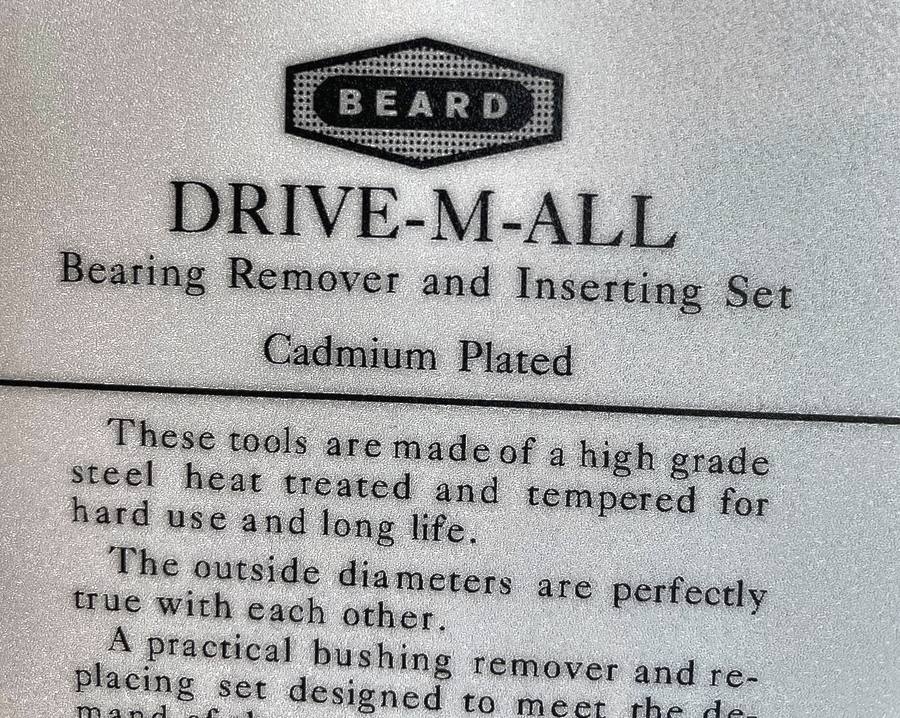 BEARD
DRIVE-M-ALL
Bearing Remover and Inserting Set
Cadmium Plated
These tools are made of a high grade
steel heat treated and tempered for
hard use and long life.
The outside diameters are perfectly
true with each other.
A practical bushing remover and re-
placing set designed to meet the de-
mand of